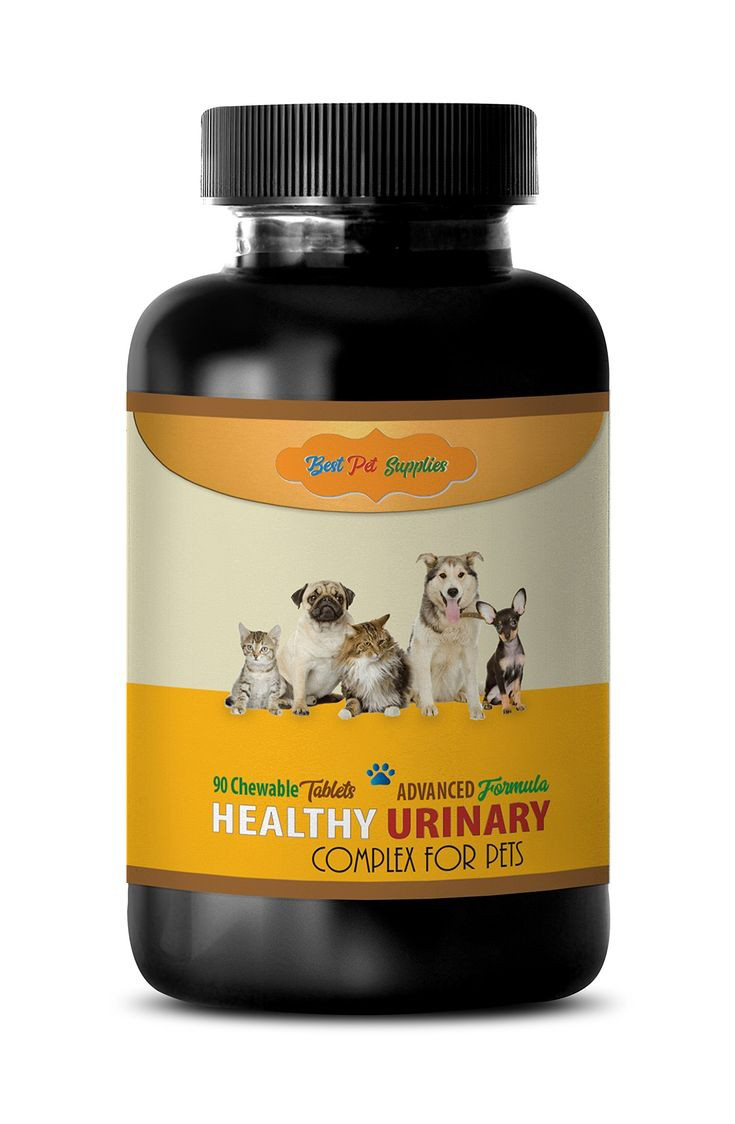 Best Pet Supplies
90 Chewable Tablets ADVANCED Formula
HEALTHY URINARY
COMPLEX FOR PETS